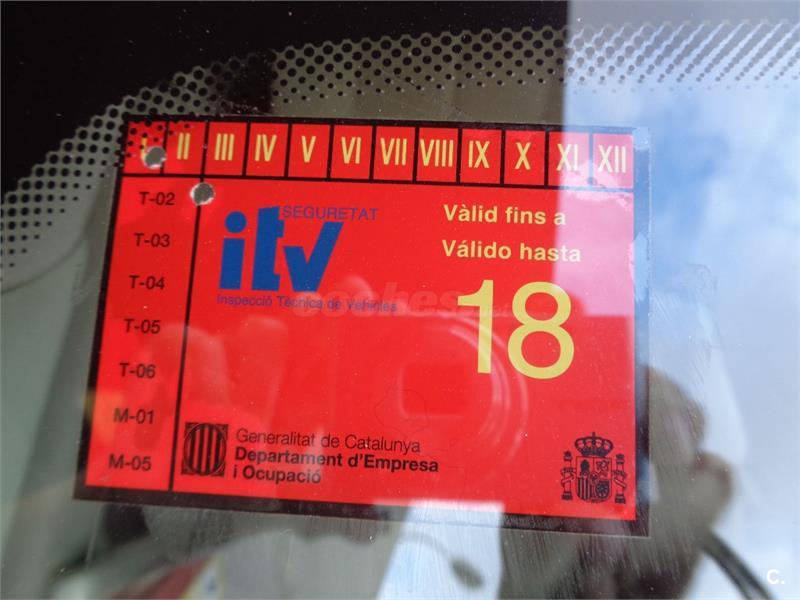 I II III IV V VI VII VIII IX X XI XII
T-02
T-03
T-04
T-05
T-06
M-01
M-05
SEGURETAT
itv
Inspecció Tècnica de Vehicles
Vàlid fins a
Válido hasta
18
Generalitat de Catalunya
Departament d'Empresa
i Ocupació
C.